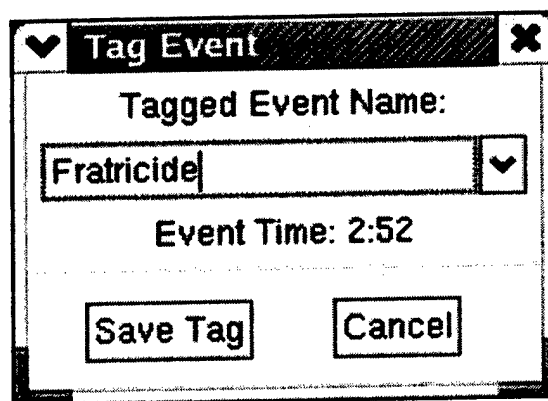 Tag Event
Tagged Event Name:
Fratricide
Event Time: 2:52
Save Tag
Cancel